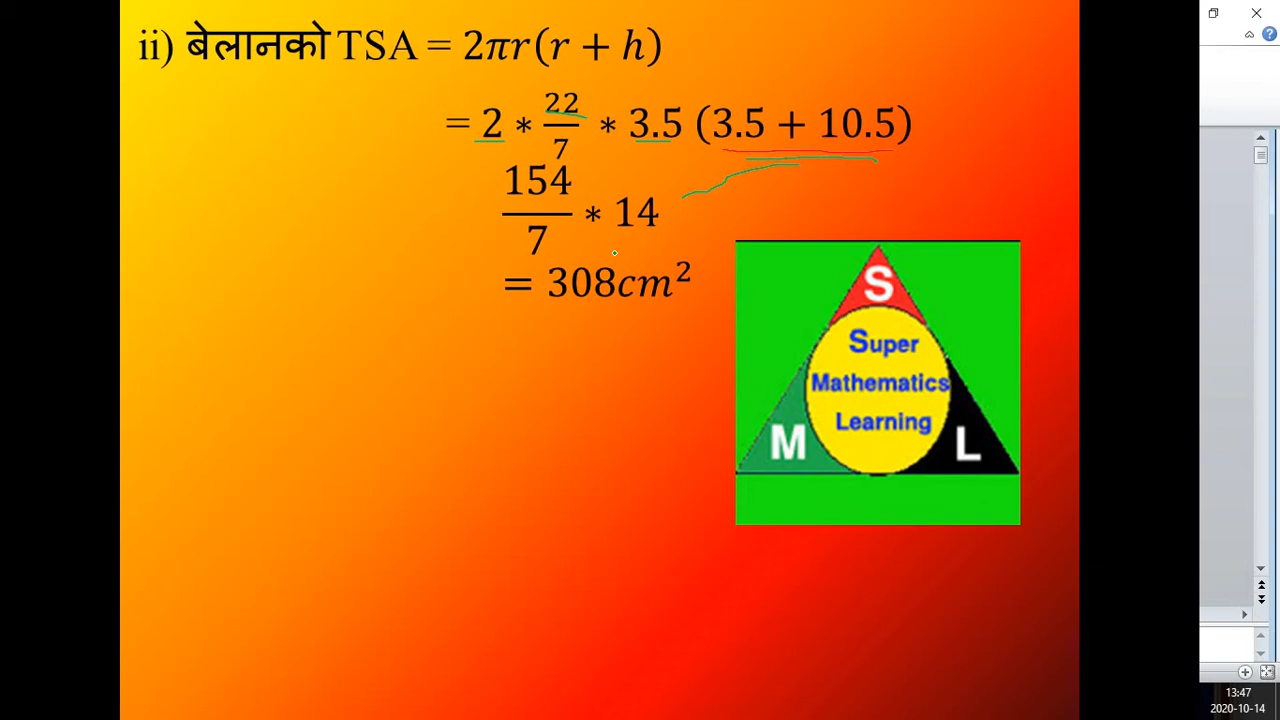 ii) बेलानको TSA = 2πr(r + h)
= 2 ∗ 22/7 ∗ 3.5 (3.5 + 10.5)
154/7 ∗ 14
= 308cm²
S
Super
Mathematics
Learning
M L
13:47
2020-10-14